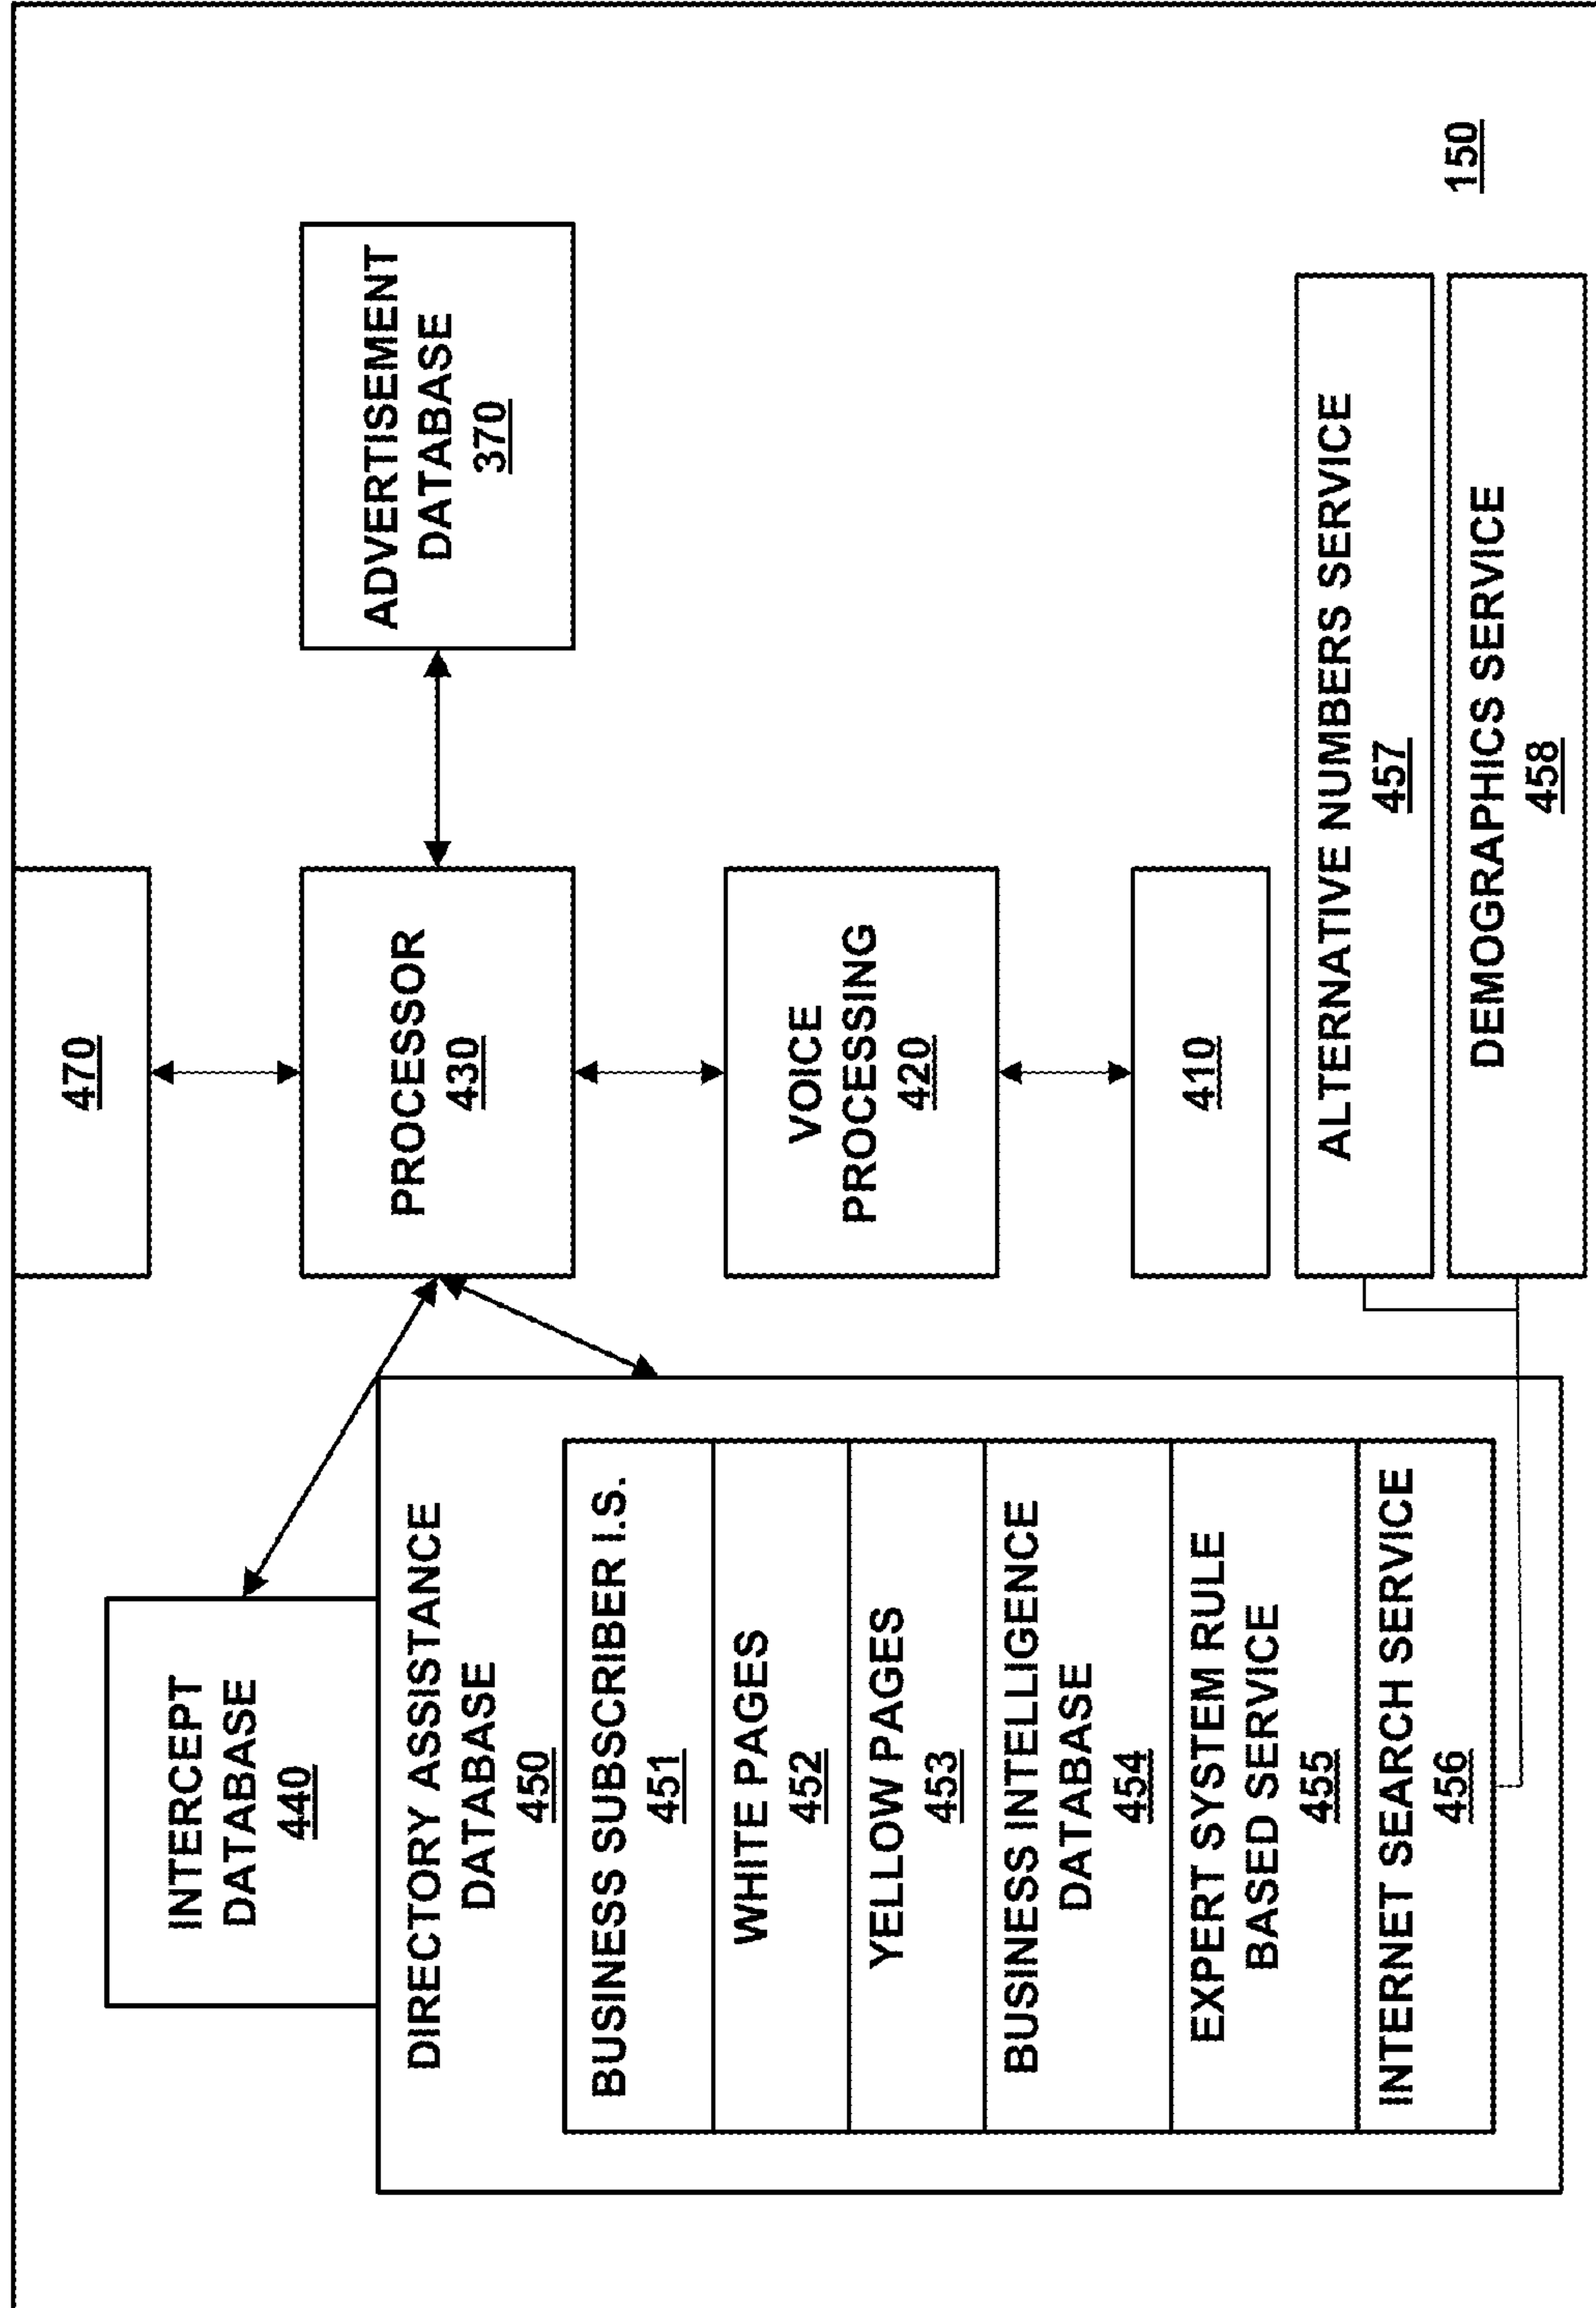 470
INTERCEPT
DATABASE
440
PROCESSOR
430
ADVERTISEMENT
DATABASE
370
DIRECTORY ASSISTANCE
DATABASE
450
BUSINESS SUBSCRIBER I.S.
451
WHITE PAGES
452
YELLOW PAGES
453
BUSINESS INTELLIGENCE
DATABASE
454
EXPERT SYSTEM RULE
BASED SERVICE
455
INTERNET SEARCH SERVICE
456
VOICE
PROCESSING
420
410
ALTERNATIVE NUMBERS SERVICE
457
DEMOGRAPHICS SERVICE
458
150